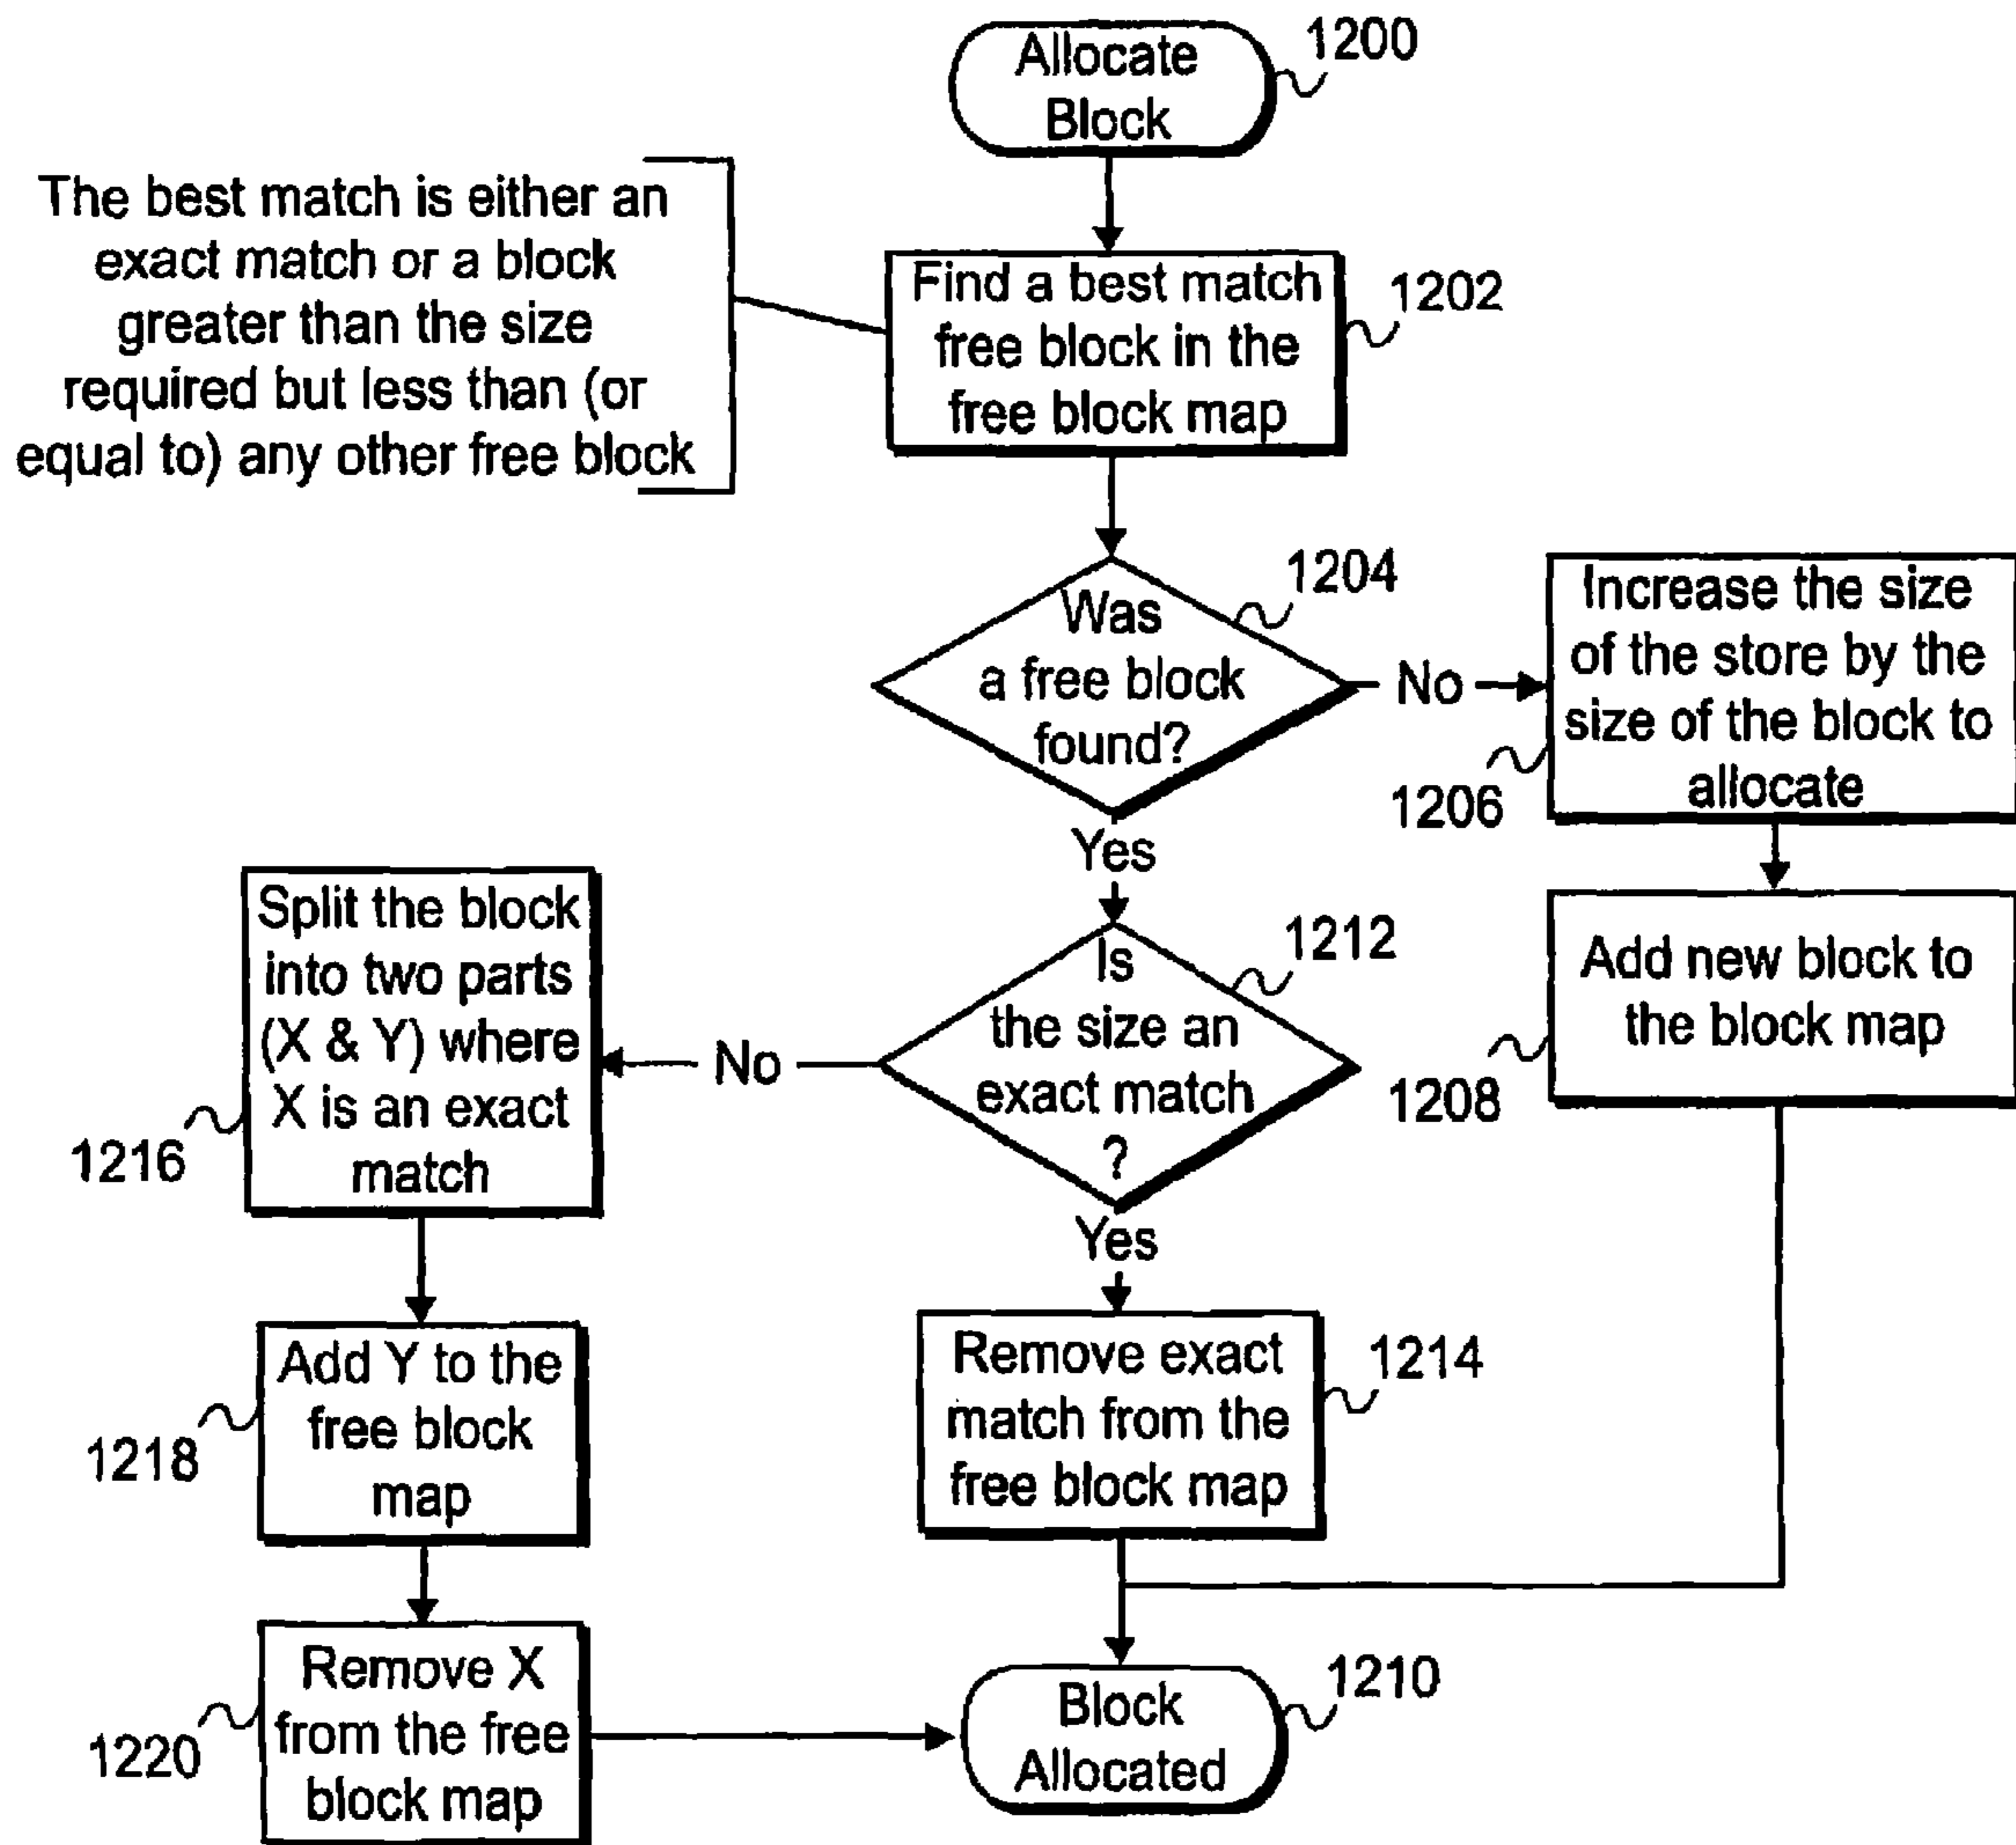 Allocate
Block
1200
The best match is either an
exact match or a block
greater than the size
required but less than (or
equal to) any other free block
Find a best match
free block in the
free block map
1202
Was
a free block
found?
1204
No
Increase the size
of the store by the
size of the block to
allocate
1206
Yes
Add new block to
the block map
1208
Is
the size an
exact match
?
1212
No
Split the block
into two parts
(X & Y) where
X is an exact
match
1216
Yes
Add Y to the
free block
map
1218
Remove exact
match from the
free block map
1214
Remove X
from the free
block map
1220
Block
Allocated
1210